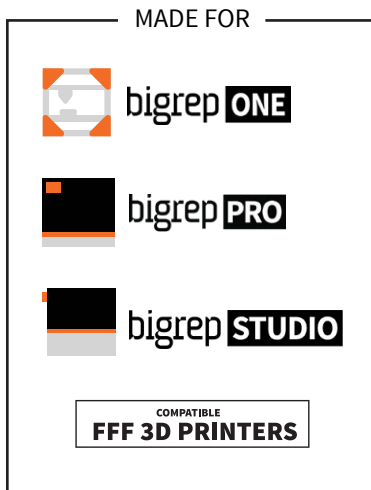 MADE FOR
bigrep ONE
bigrep PRO
bigrep STUDIO
COMPATIBLE
FFF 3D PRINTERS